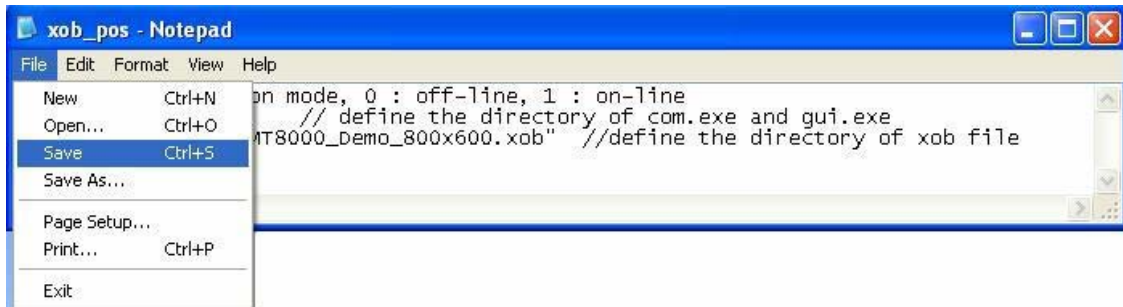 xob_pos - Notepad
File Edit Format View Help
New Ctrl+N
Open... Ctrl+O
Save Ctrl+S
Save As...
Page Setup...
Print... Ctrl+P
Exit
on mode, 0 : off-line, 1 : on-line
// define the directory of com.exe and gui.exe
MT8000_Demo_800x600.xob" //define the directory of xob file